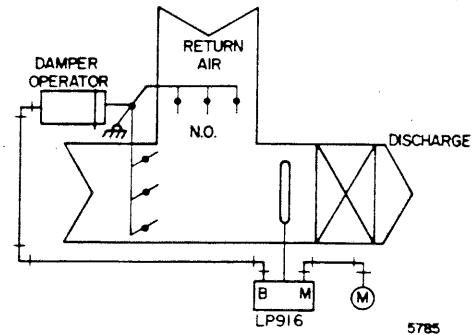 RETURN
AIR
DAMPER
OPERATOR
N.O.
DISCHARGE
B M
M
LP916
5785